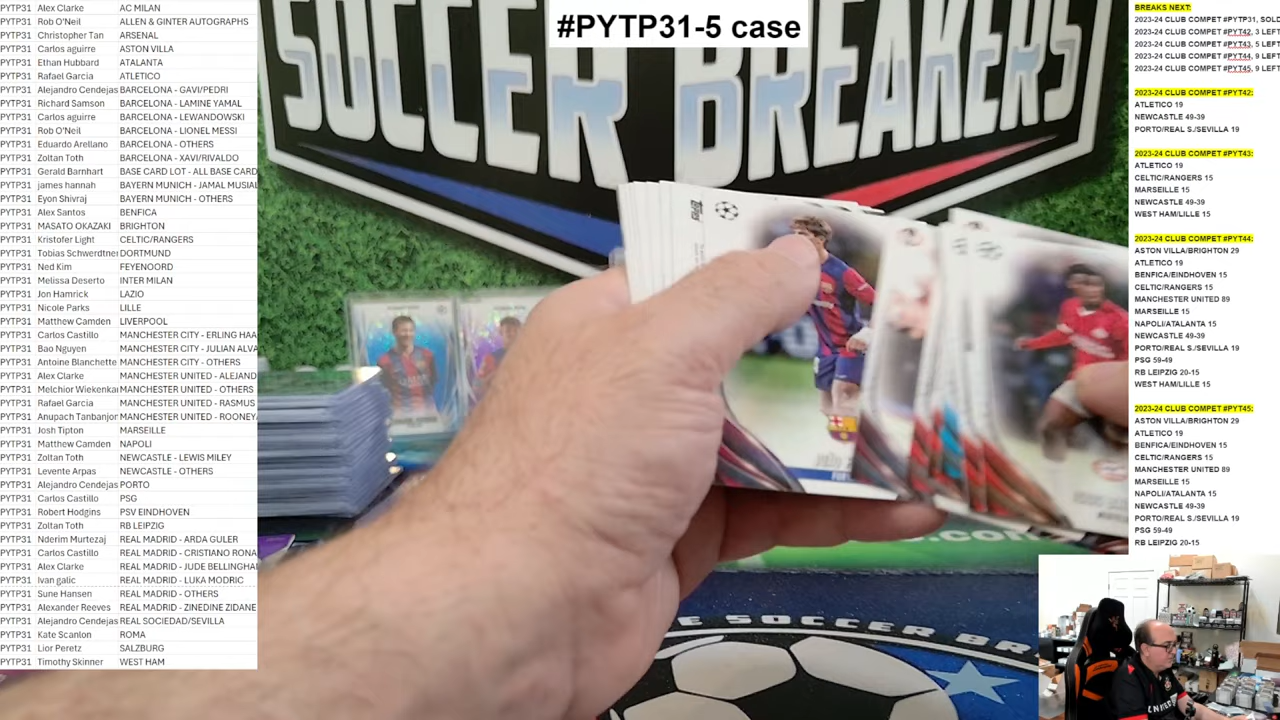 #PYTP31-5 case
SOCCER BREAKERS
PYTP31 Alex Clarke AC MILAN
PYTP31 Rob O'Neil ALLEN & GINTER AUTOGRAPHS
PYTP31 Christopher Tan ARSENAL
PYTP31 Carlos aguirre ASTON VILLA
PYTP31 Ethan Hubbard ATALANTA
PYTP31 Rafael Garcia ATLETICO
PYTP31 Alejandro Cendejas BARCELONA - GAVI/PEDRI
PYTP31 Richard Samson BARCELONA - LAMINE YAMAL
PYTP31 Carlos aguirre BARCELONA - LEWANDOWSKI
PYTP31 Rob O'Neil BARCELONA - LIONEL MESSI
PYTP31 Eduardo Arellano BARCELONA - OTHERS
PYTP31 Zoltan Toth BARCELONA - XAVI/RIVALDO
PYTP31 Gerald Barnhart BASE CARD LOT - ALL BASE CARD
PYTP31 james hannah BAYERN MUNICH - JAMAL MUSIAL
PYTP31 Eyon Shivraj BAYERN MUNICH - OTHERS
PYTP31 Alex Santos BENFICA
PYTP31 MASATO OKAZAKI BRIGHTON
PYTP31 Kristofer Light CELTIC/RANGERS
PYTP31 Tobias Schwerdtner DORTMUND
PYTP31 Ned Kim FEYENOORD
PYTP31 Melissa Deserto INTER MILAN
PYTP31 Jon Hamrick LAZIO
PYTP31 Nicole Parks LILLE
PYTP31 Matthew Camden LIVERPOOL
PYTP31 Carlos Castillo MANCHESTER CITY - ERLING HAA
PYTP31 Bao Nguyen MANCHESTER CITY - JULIAN ALVA
PYTP31 Antoine Blanchette MANCHESTER CITY - OTHERS
PYTP31 Alex Clarke MANCHESTER UNITED - ALEJAND
PYTP31 Melchior Wiekenka MANCHESTER UNITED - OTHERS
PYTP31 Rafael Garcia MANCHESTER UNITED - RASMUS
PYTP31 Anupach Tanbanjor MANCHESTER UNITED - ROONEY
PYTP31 Josh Tipton MARSEILLE
PYTP31 Matthew Camden NAPOLI
PYTP31 Zoltan Toth NEWCASTLE - LEWIS MILEY
PYTP31 Levente Arpas NEWCASTLE - OTHERS
PYTP31 Alejandro Cendejas PORTO
PYTP31 Carlos Castillo PSG
PYTP31 Robert Hodgins PSV EINDHOVEN
PYTP31 Zoltan Toth RB LEIPZIG
PYTP31 Nderim Murtezaj REAL MADRID - ARDA GULER
PYTP31 Carlos Castillo REAL MADRID - CRISTIANO RONA
PYTP31 Alex Clarke REAL MADRID - JUDE BELLINGHA
PYTP31 Ivan galic REAL MADRID - LUKA MODRIC
PYTP31 Sune Hansen REAL MADRID - OTHERS
PYTP31 Alexander Reeves REAL MADRID - ZINEDINE ZIDANE
PYTP31 Alejandro Cendejas REAL SOCIEDAD/SEVILLA
PYTP31 Kate Scanlon ROMA
PYTP31 Lior Peretz SALZBURG
PYTP31 Timothy Skinner WEST HAM
BREAKS NEXT:
2023-24 CLUB COMPET #PYTP31, SOLD
2023-24 CLUB COMPET #PYT42, 3 LEFT
2023-24 CLUB COMPET #PYT43, 5 LEFT
2023-24 CLUB COMPET #PYT44, 9 LEFT
2023-24 CLUB COMPET #PYT45, 9 LEFT
2023-24 CLUB COMPET #PYT42:
ATLETICO 19
NEWCASTLE 49-39
PORTO/REAL S./SEVILLA 19
2023-24 CLUB COMPET #PYT43:
ATLETICO 19
CELTIC/RANGERS 15
MARSEILLE 15
NEWCASTLE 49-39
WEST HAM/LILLE 15
2023-24 CLUB COMPET #PYT44:
ASTON VILLA/BRIGHTON 29
ATLETICO 19
BENFICA/EINDHOVEN 15
CELTIC/RANGERS 15
MANCHESTER UNITED 89
MARSEILLE 15
NAPOLI/ATALANTA 15
NEWCASTLE 49-39
PORTO/REAL S./SEVILLA 19
PSG 59-49
RB LEIPZIG 20-15
WEST HAM/LILLE 15
2023-24 CLUB COMPET #PYT45:
ASTON VILLA/BRIGHTON 29
ATLETICO 19
BENFICA/EINDHOVEN 15
CELTIC/RANGERS 15
MANCHESTER UNITED 89
MARSEILLE 15
NAPOLI/ATALANTA 15
NEWCASTLE 49-39
PORTO/REAL S./SEVILLA 19
PSG 59-49
RB LEIPZIG 20-15
topps